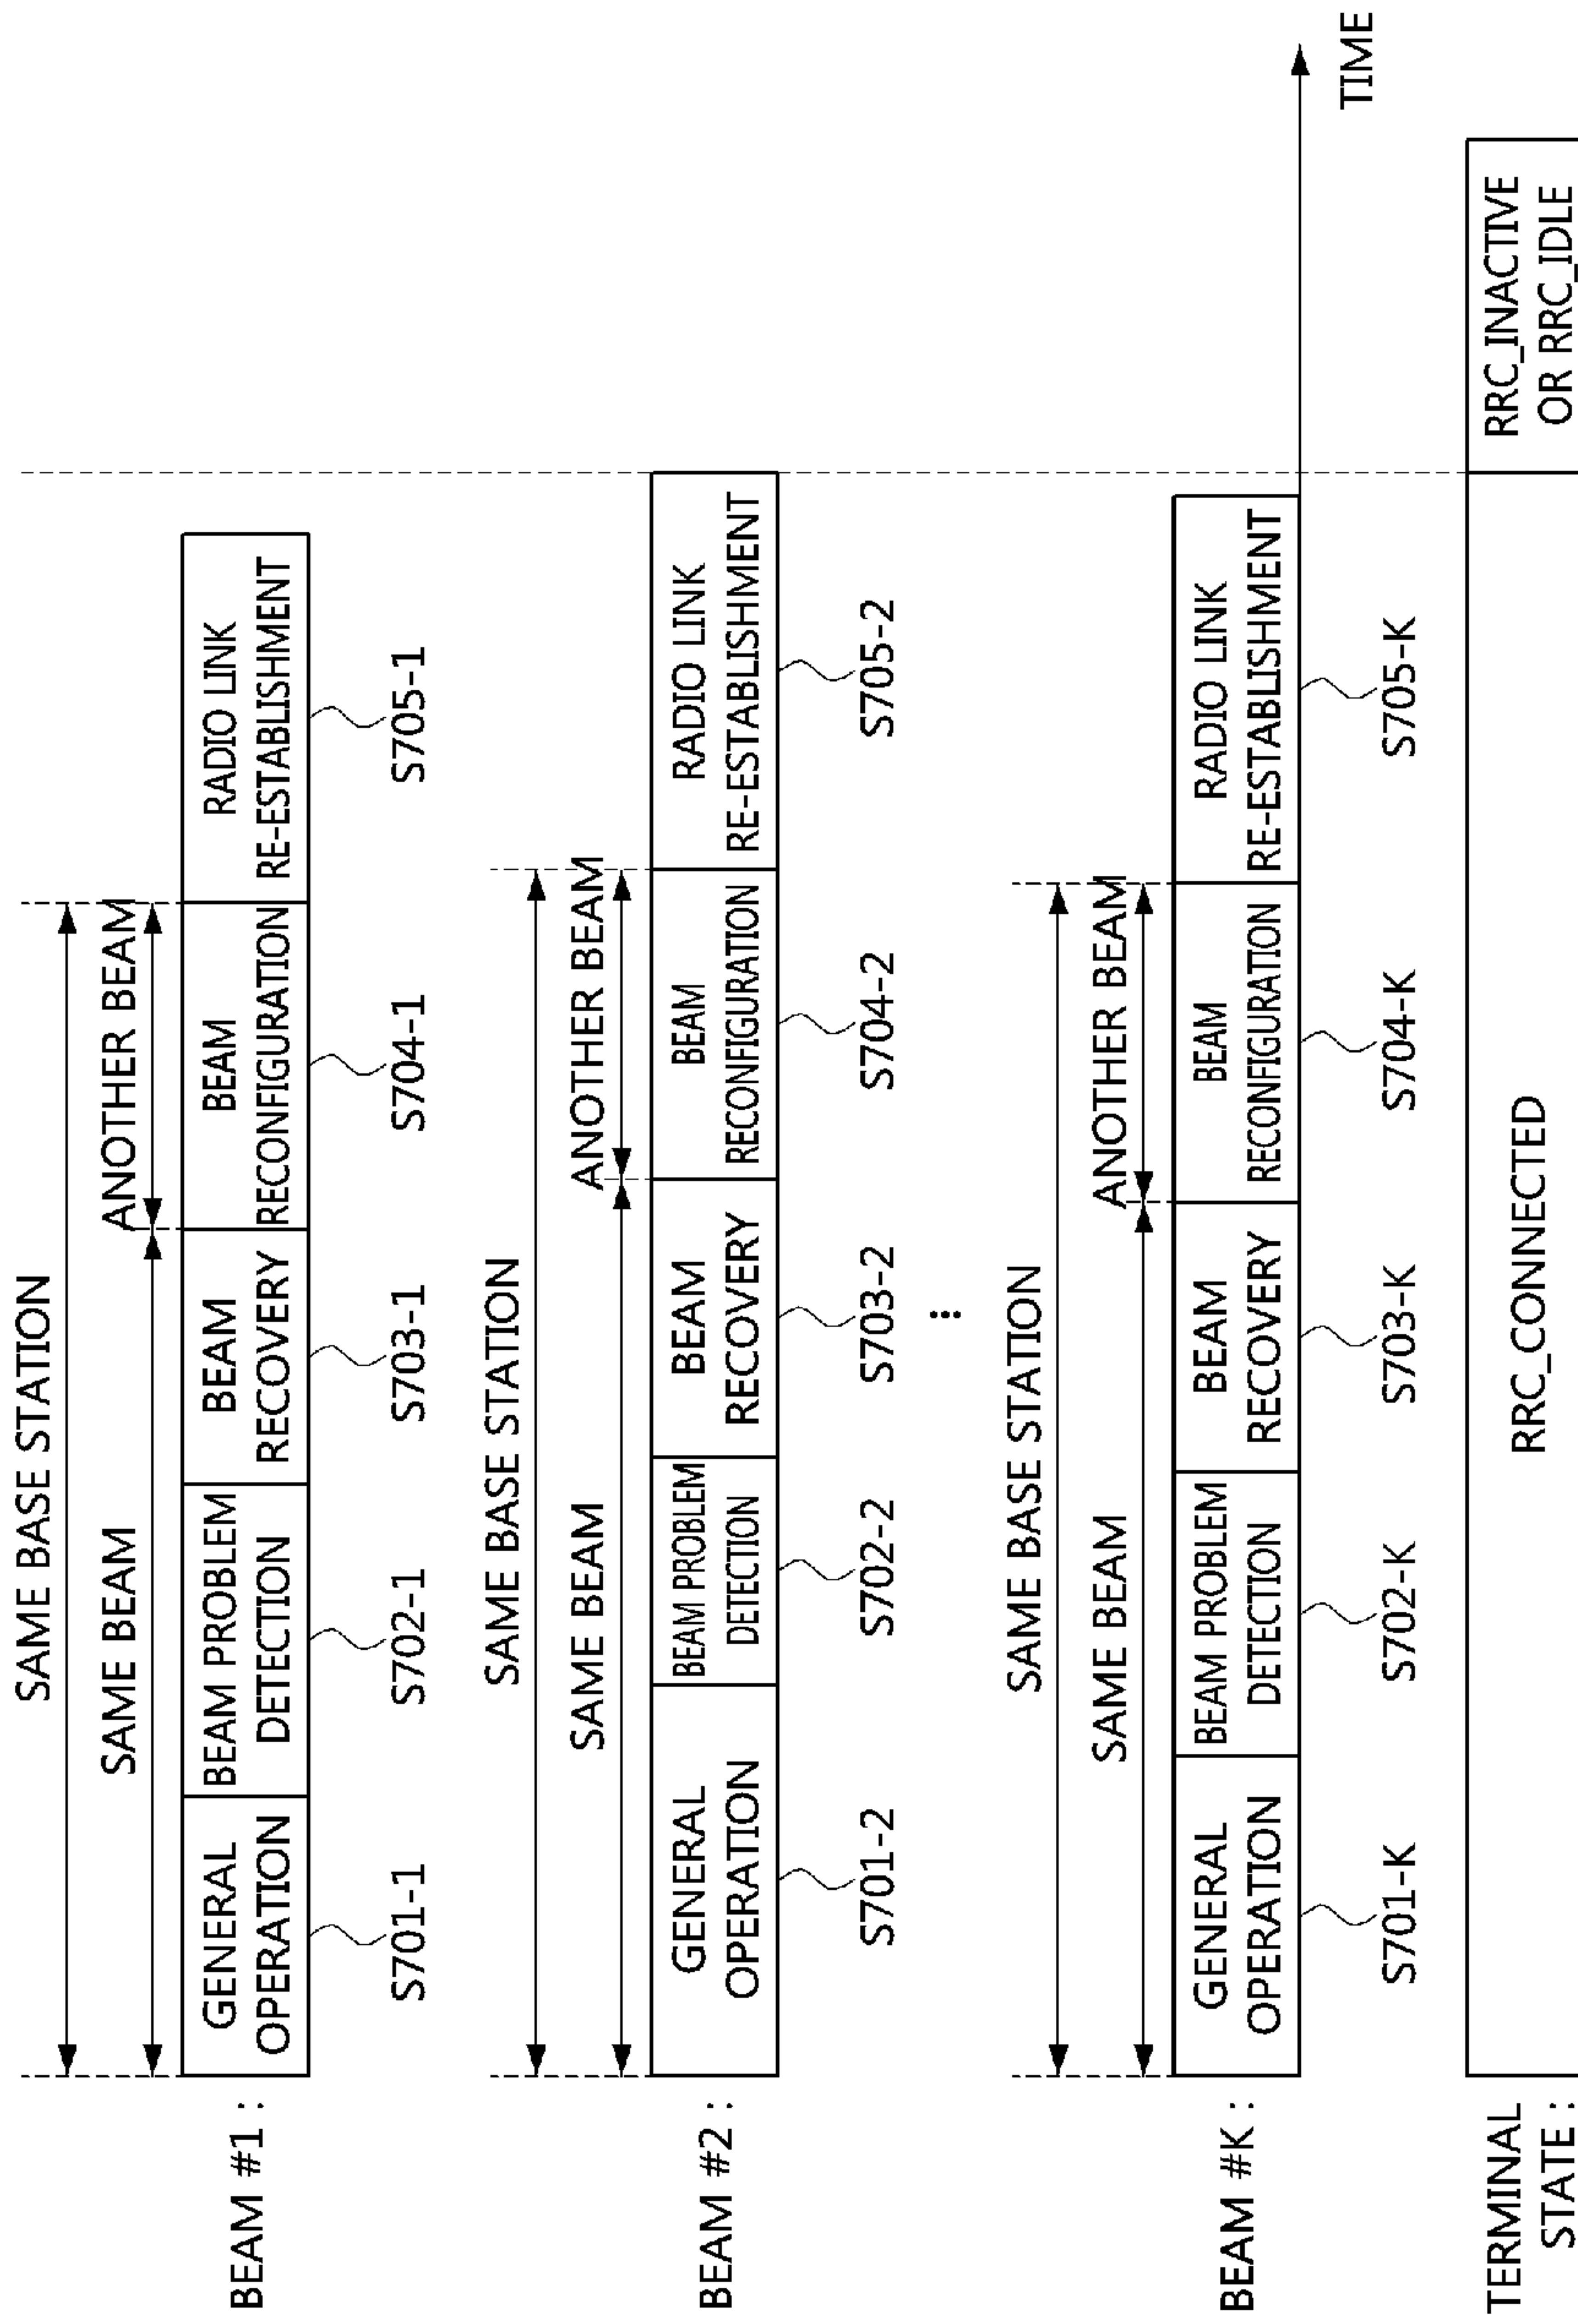 SAME BASE STATION
SAME BEAM
ANOTHER BEAM
BEAM #1 :
GENERAL
OPERATION
BEAM PROBLEM
DETECTION
BEAM
RECOVERY
BEAM
RECONFIGURATION
RADIO LINK
RE-ESTABLISHMENT
S701-1
S702-1
S703-1
S704-1
S705-1
SAME BASE STATION
SAME BEAM
ANOTHER BEAM
BEAM #2 :
GENERAL
OPERATION
BEAM PROBLEM
DETECTION
BEAM
RECOVERY
BEAM
RECONFIGURATION
RADIO LINK
RE-ESTABLISHMENT
S701-2
S702-2
S703-2
S704-2
S705-2
...
SAME BASE STATION
SAME BEAM
ANOTHER BEAM
BEAM #K :
GENERAL
OPERATION
BEAM PROBLEM
DETECTION
BEAM
RECOVERY
BEAM
RECONFIGURATION
RADIO LINK
RE-ESTABLISHMENT
TIME
S701-K
S702-K
S703-K
S704-K
S705-K
TERMINAL
STATE :
RRC_CONNECTED
RRC_INACTIVE
OR RRC_IDLE